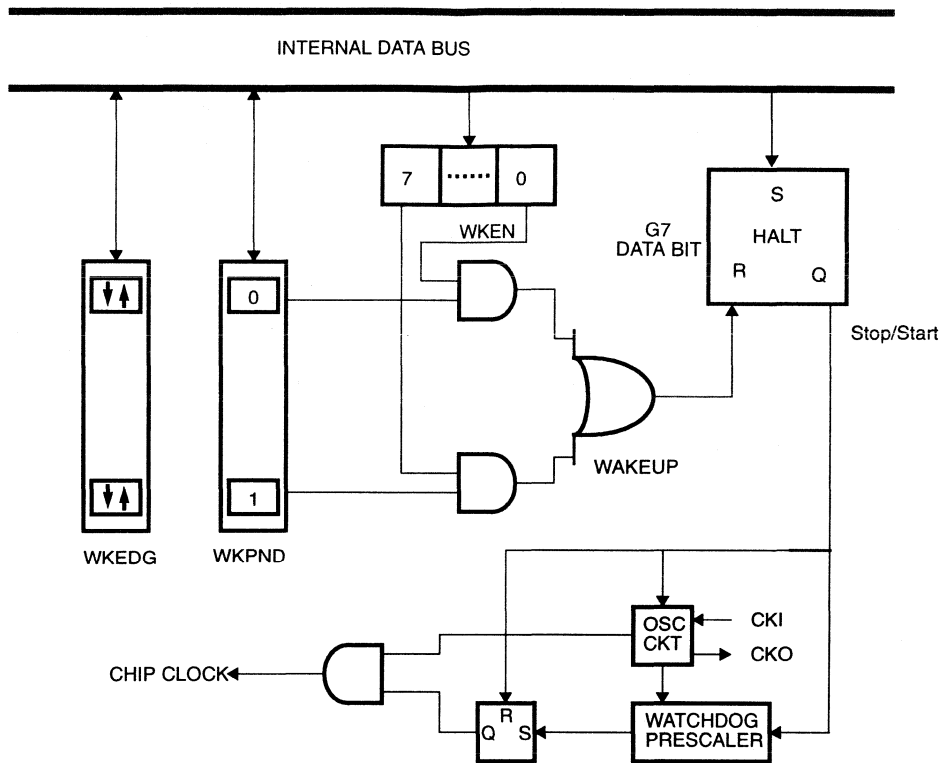 INTERNAL DATA BUS
7 ...... 0
WKEN
G7
DATA BIT
S
HALT
R Q
Stop/Start
0
1
WAKEUP
WKEDG
WKPND
OSC
CKT
CKI
CKO
CHIP CLOCK
R
Q S
WATCHDOG
PRESCALER